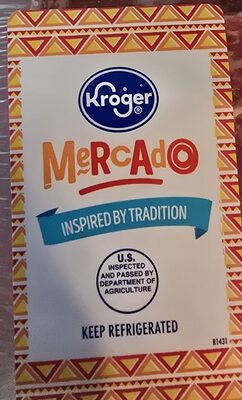 Kroger®
MeRcAdO
INSPIRED BY TRADITION
U.S.
INSPECTED
AND PASSED BY
DEPARTMENT OF
AGRICULTURE
KEEP REFRIGERATED
R1431